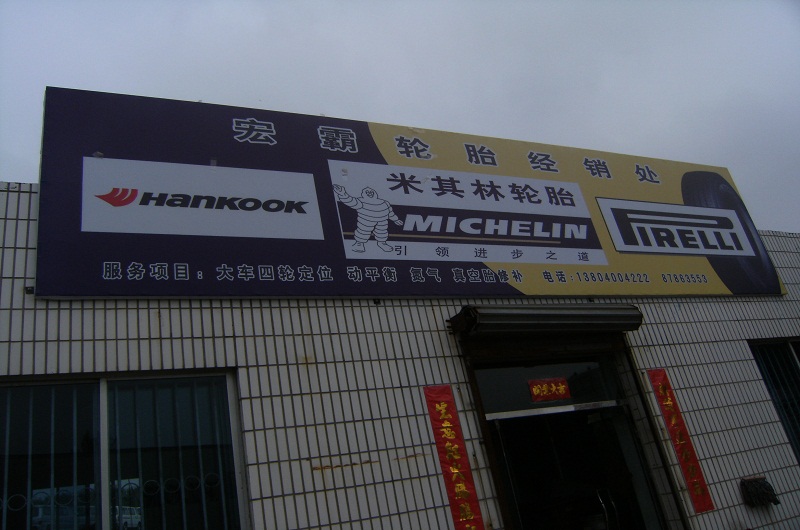 宏霸轮胎经销处
HANKOOK
米其林轮胎
MICHELIN
引领进步之道
PIRELLI
服务项目：大车四轮定位 动平衡 氮气 真空胎修补 电话：13804004222 87883553